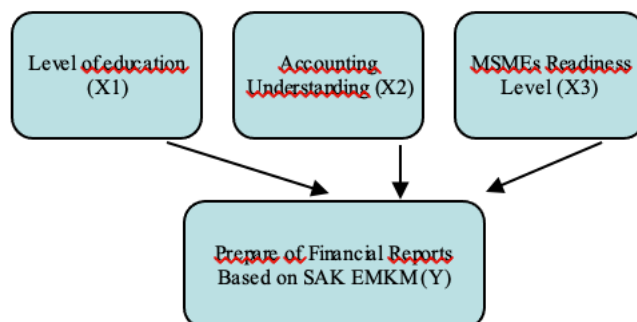 Level of education
(X1)
Accounting
Understanding (X2)
MSMEs Readiness
Level (X3)
Prepare of Financial Reports
Based on SAK EMKM (Y)